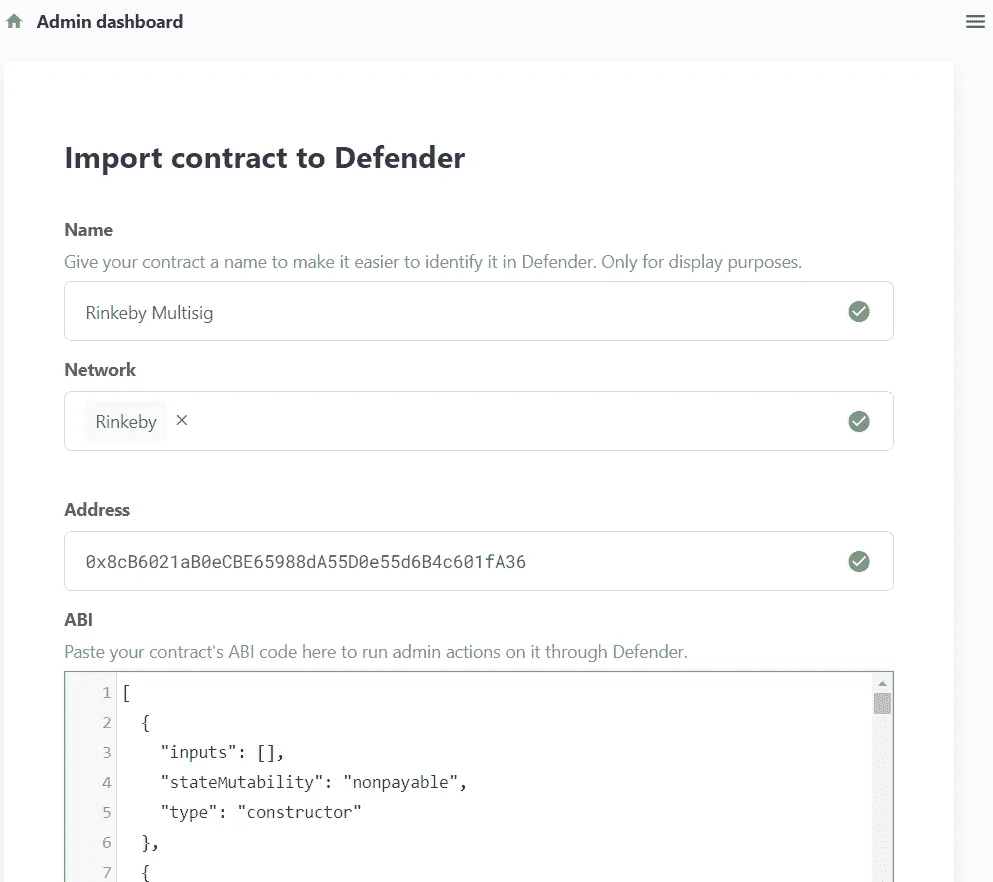 Admin dashboard
Import contract to Defender
Name
Give your contract a name to make it easier to identify it in Defender. Only for display purposes.
Rinkeby Multisig
Network
Rinkeby ×
Address
0x8cB6021aB0eCBE65988dA55D0e55d6B4c601fA36
ABI
Paste your contract's ABI code here to run admin actions on it through Defender.
1 [
2 {
3 "inputs": [],
4 "stateMutability": "nonpayable",
5 "type": "constructor"
6 },
7 {